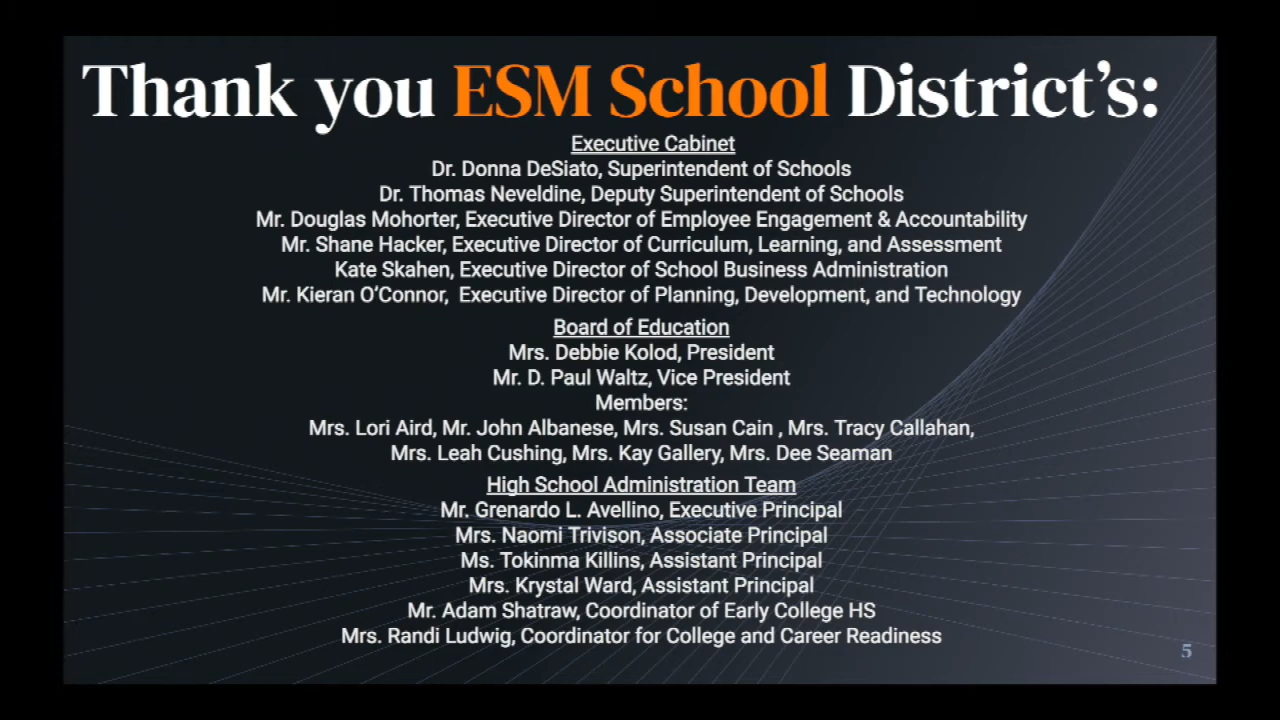 Thank you ESM School District’s:
Executive Cabinet
Dr. Donna DeSiato, Superintendent of Schools
Dr. Thomas Neveldine, Deputy Superintendent of Schools
Mr. Douglas Mohorter, Executive Director of Employee Engagement & Accountability
Mr. Shane Hacker, Executive Director of Curriculum, Learning, and Assessment
Kate Skahen, Executive Director of School Business Administration
Mr. Kieran O‘Connor,  Executive Director of Planning, Development, and Technology
Board of Education
Mrs. Debbie Kolod, President
Mr. D. Paul Waltz, Vice President
Members:
Mrs. Lori Aird, Mr. John Albanese, Mrs. Susan Cain , Mrs. Tracy Callahan,
Mrs. Leah Cushing, Mrs. Kay Gallery, Mrs. Dee Seaman
High School Administration Team
Mr. Grenardo L. Avellino, Executive Principal
Mrs. Naomi Trivison, Associate Principal
Ms. Tokinma Killins, Assistant Principal
Mrs. Krystal Ward, Assistant Principal
Mr. Adam Shatraw, Coordinator of Early College HS
Mrs. Randi Ludwig, Coordinator for College and Career Readiness
5